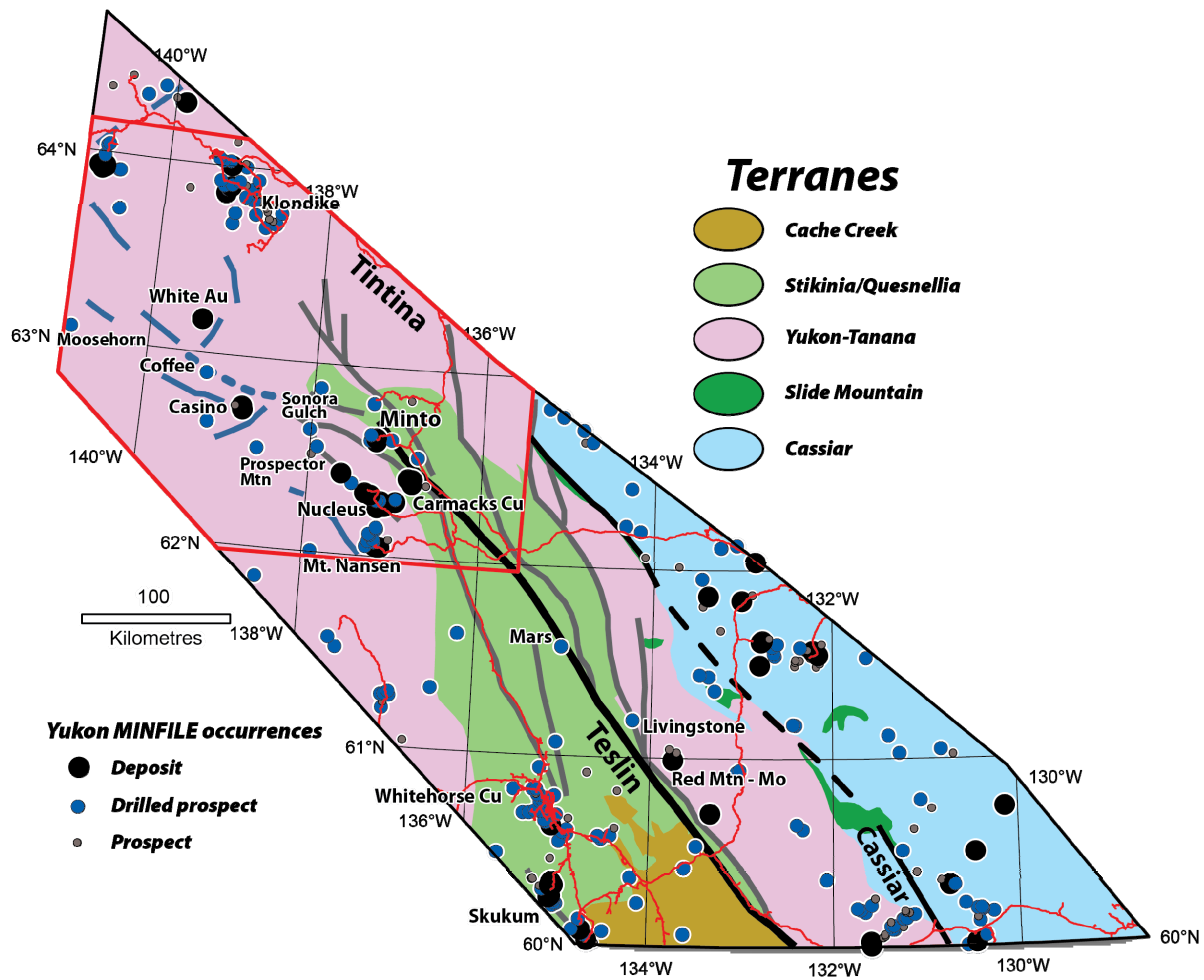 140°W
64°N
138°W
Klondike
Tintina
White Au
63°N
Moosehorn
136°W
Coffee
Casino
Sonora
Gulch
Minto
140°W
Prospector
Mtn
134°W
Nucleus
Carmacks Cu
62°N
Mt. Nansen
100
Kilometres
138°W
132°W
Mars
Livingstone
Teslin
61°N
Red Mtn - Mo
130°W
Whitehorse Cu
136°W
Cassiar
Skukum
60°N
134°W
132°W
130°W
60°N
Terranes
Cache Creek
Stikinia/Quesnellia
Yukon-Tanana
Slide Mountain
Cassiar
Yukon MINFILE occurrences
Deposit
Drilled prospect
Prospect